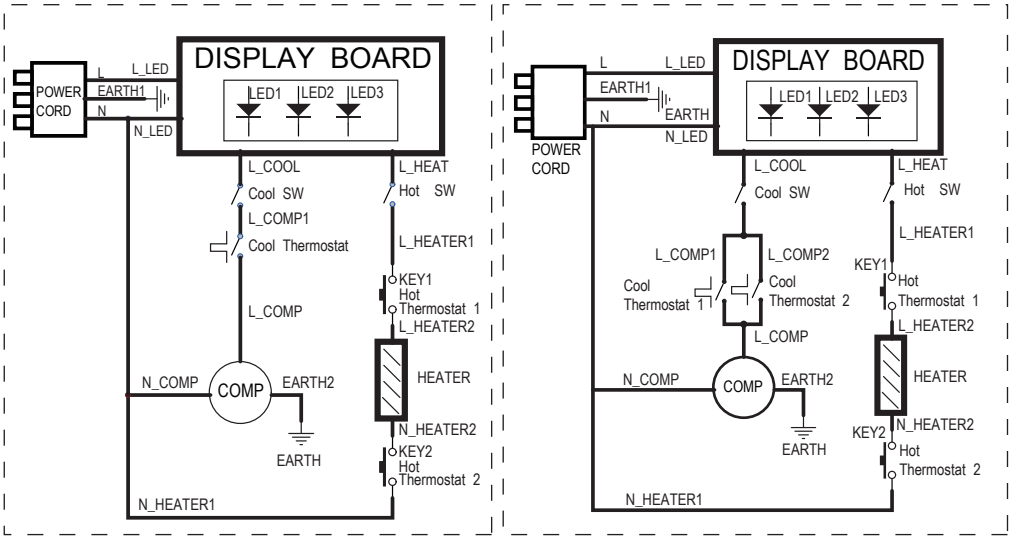 DISPLAY BOARD
LED1 LED2 LED3
POWER
CORD
L L_LED
EARTH1
N
N_LED
L_COOL
Cool SW
L_COMP1
Cool Thermostat
L_COMP
L_HEAT
Hot SW
L_HEATER1
KEY1
Hot
Thermostat 1
L_HEATER2
HEATER
N_COMP
COMP
EARTH2
EARTH
N_HEATER2
KEY2
Hot
Thermostat 2
N_HEATER1
DISPLAY BOARD
LED1 LED2 LED3
L L_LED
EARTH1
N EARTH
N_LED
POWER
CORD
L_COOL
Cool SW
L_COMP1 L_COMP2
Cool
Thermostat 1
Cool
Thermostat 2
L_COMP
L_HEAT
Hot SW
L_HEATER1
KEY1
Hot
Thermostat 1
L_HEATER2
HEATER
N_COMP
COMP
EARTH2
EARTH
N_HEATER2
KEY2
Hot
Thermostat 2
N_HEATER1